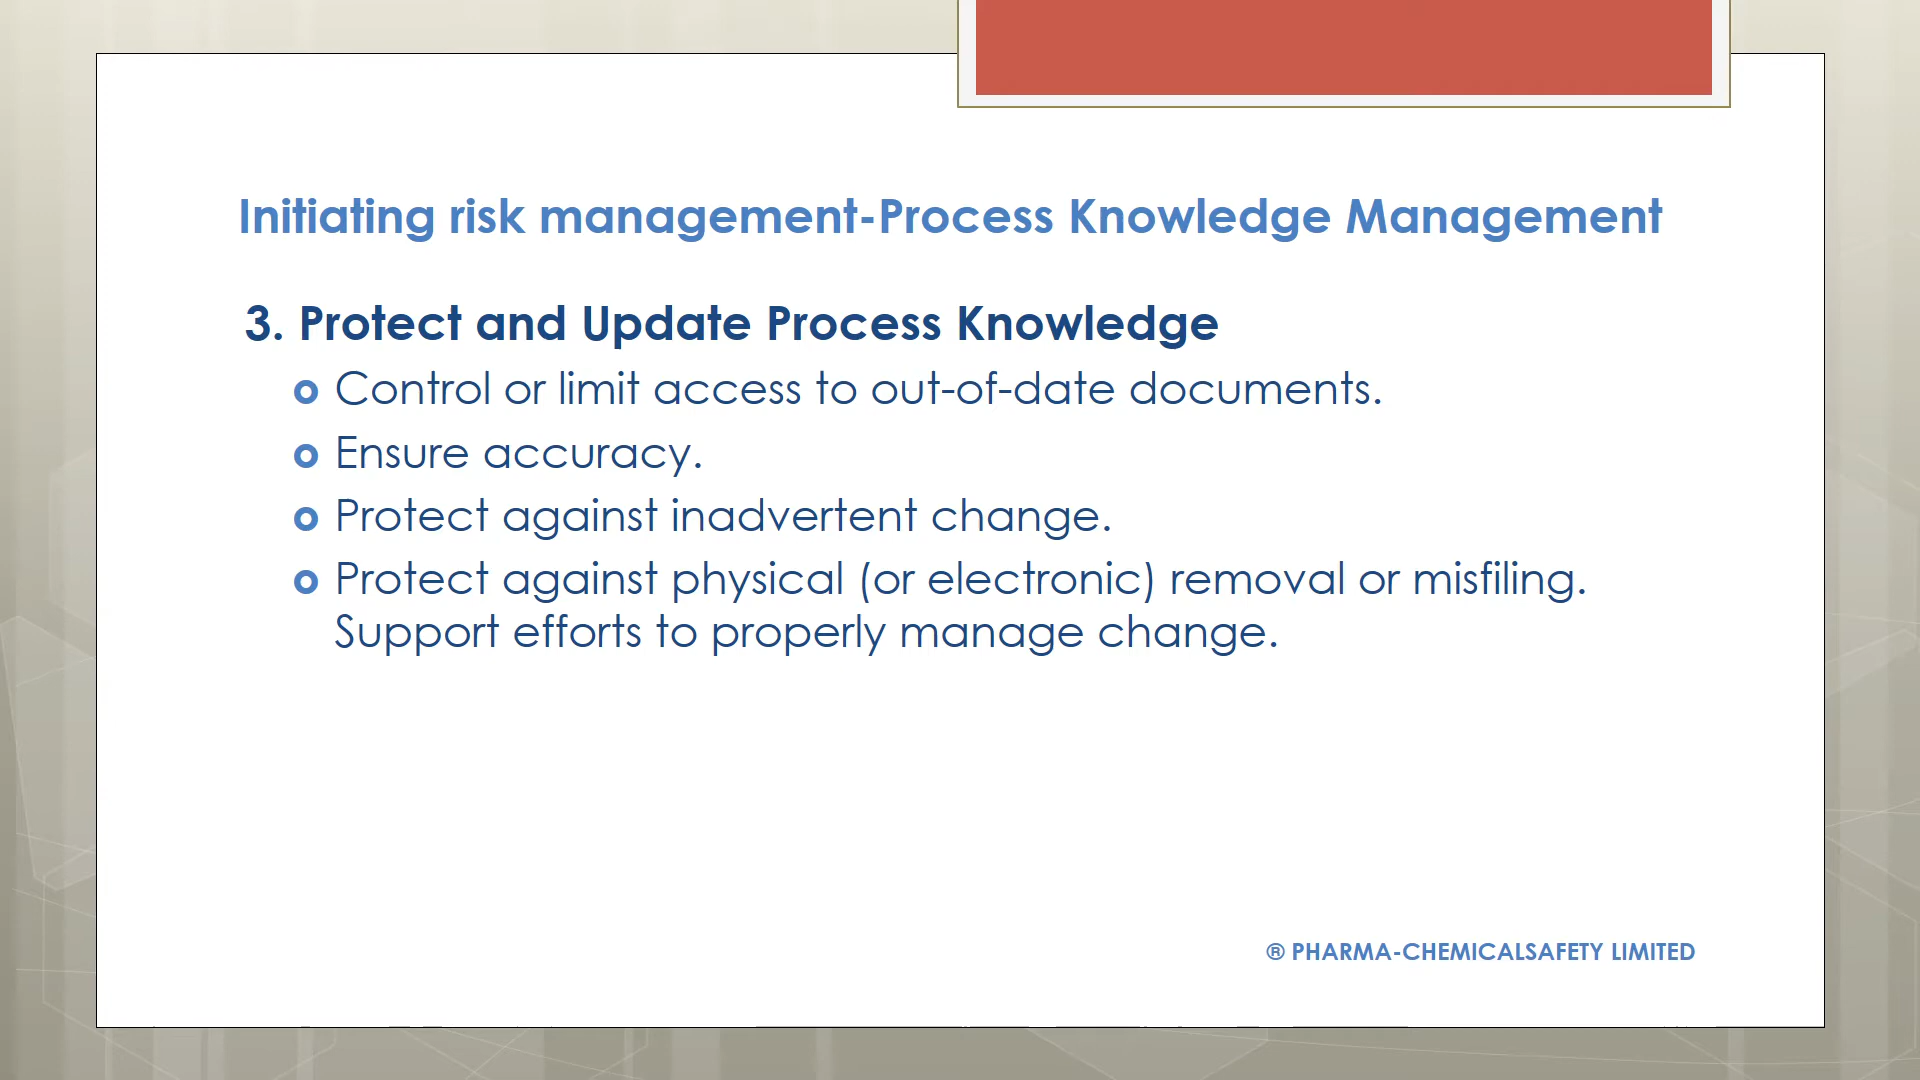 Initiating risk management-Process Knowledge Management
3. Protect and Update Process Knowledge
Control or limit access to out-of-date documents.
Ensure accuracy.
Protect against inadvertent change.
Protect against physical (or electronic) removal or misfiling.
Support efforts to properly manage change.
® PHARMA-CHEMICALSAFETY LIMITED